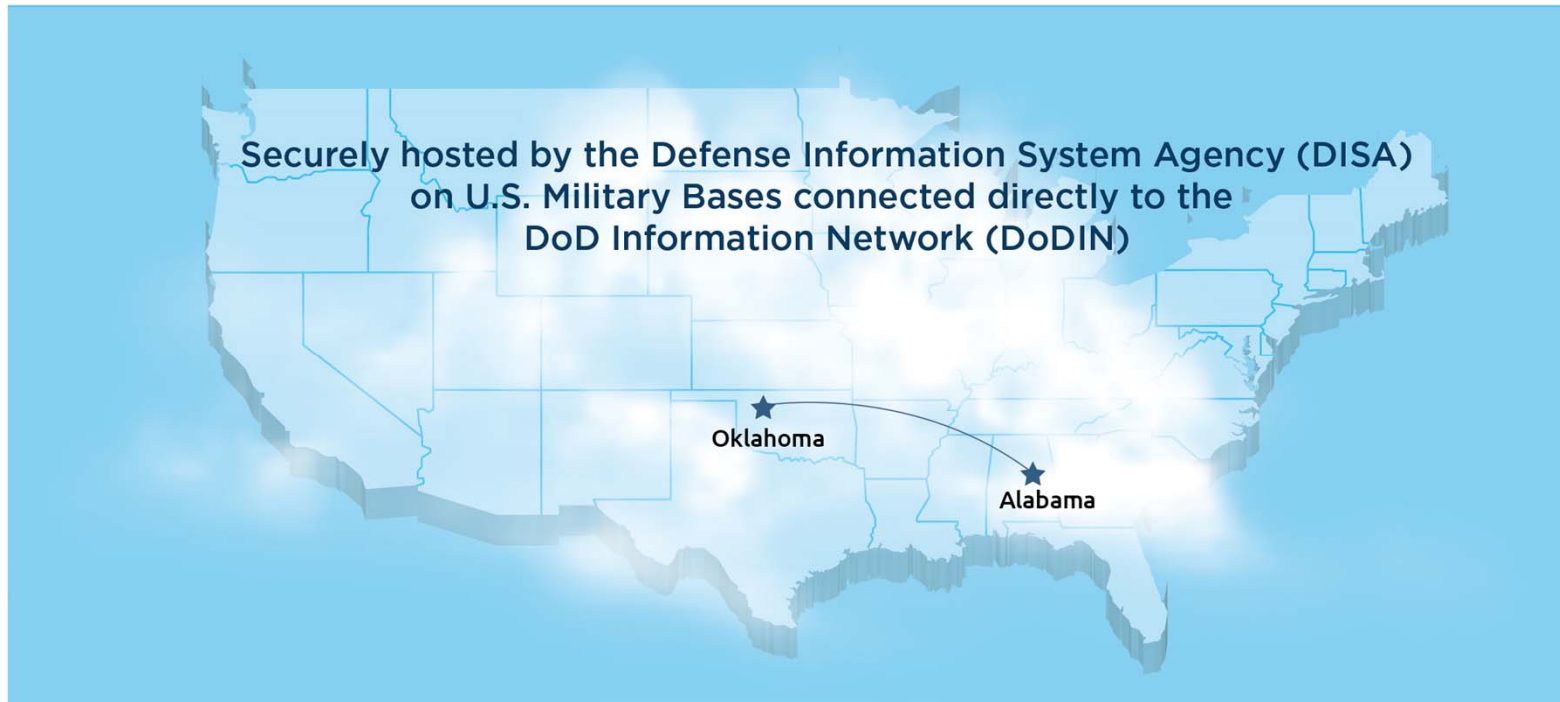 Securely hosted by the Defense Information System Agency (DISA)
on U.S. Military Bases connected directly to the
DoD Information Network (DoDIN)
Oklahoma
Alabama